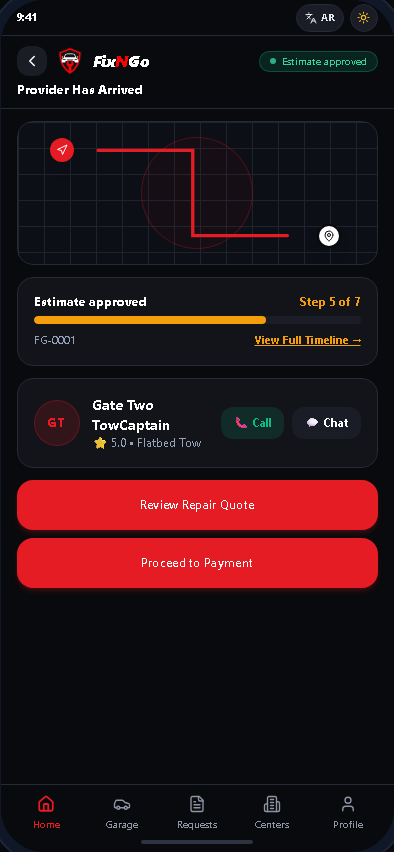 9:41
AR
FixNGo
Estimate approved
Provider Has Arrived
Estimate approved
Step 5 of 7
FG-0001
View Full Timeline →
GT
Gate Two
TowCaptain
5.0 • Flatbed Tow
Call
Chat
Review Repair Quote
Proceed to Payment
Home
Garage
Requests
Centers
Profile